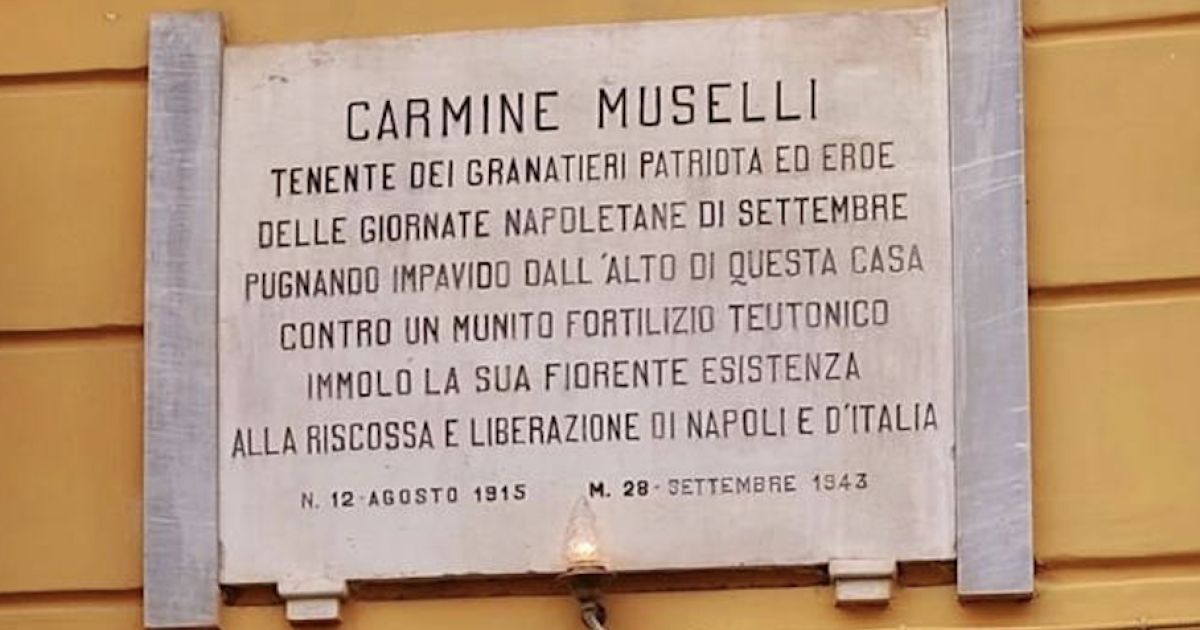 CARMINE MUSELLI
TENENTE DEI GRANATIERI PATRIOTA ED EROE
DELLE GIORNATE NAPOLETANE DI SETTEMBRE
PUGNANDO IMPAVIDO DALL'ALTO DI QUESTA CASA
CONTRO UN MUNITO FORTILIZIO TEUTONICO
IMMOLO LA SUA FIORENTE ESISTENZA
ALLA RISCOSSA E LIBERAZIONE DI NAPOLI E D'ITALIA
N. 12-AGOSTO 1915 M. 28-SETTEMBRE 1943